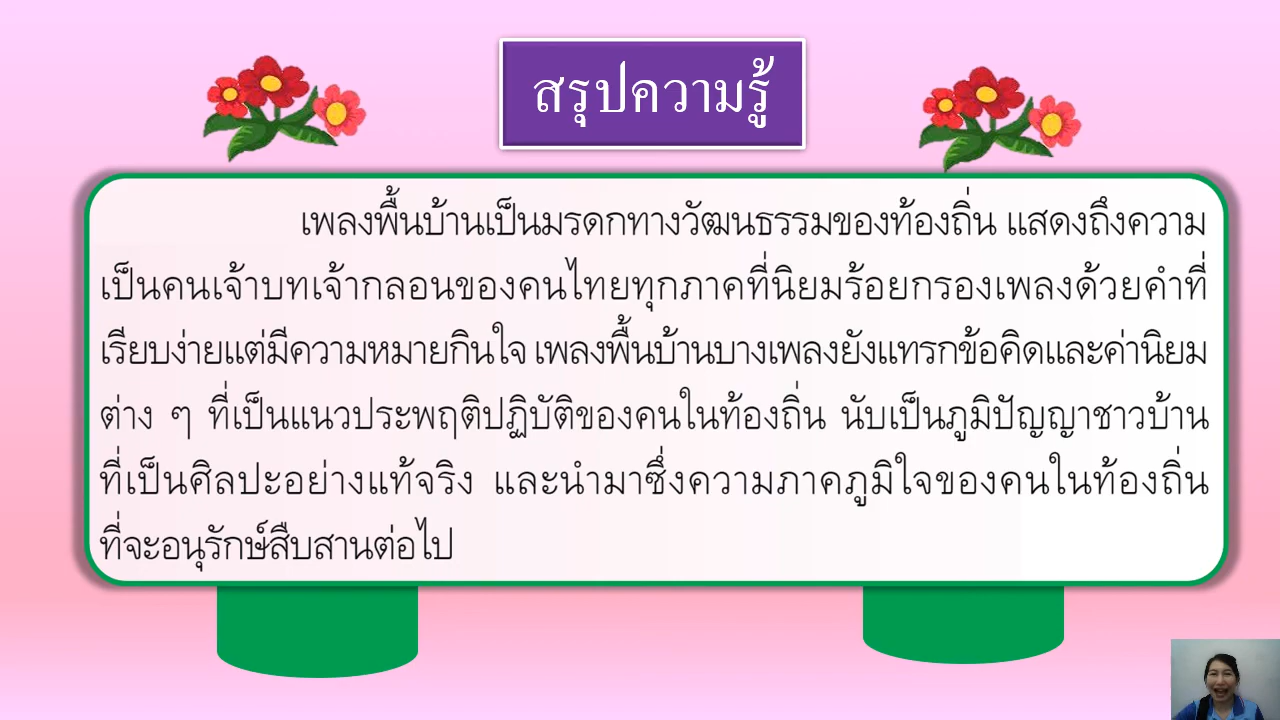 สรุปความรู้
เพลงพื้นบ้านเป็นมรดกทางวัฒนธรรมของท้องถิ่น แสดงถึงความ
เป็นคนเจ้าบทเจ้ากลอนของคนไทยทุกภาคที่นิยมร้อยกรองเพลงด้วยคำที่
เรียบง่ายแต่มีความหมายกินใจ เพลงพื้นบ้านบางเพลงยังแทรกข้อคิดและค่านิยม
ต่าง ๆ ที่เป็นแนวประพฤติปฏิบัติของคนในท้องถิ่น นับเป็นภูมิปัญญาชาวบ้าน
ที่เป็นศิลปะอย่างแท้จริง และนำมาซึ่งความภาคภูมิใจของคนในท้องถิ่น
ที่จะอนุรักษ์สืบสานต่อไป